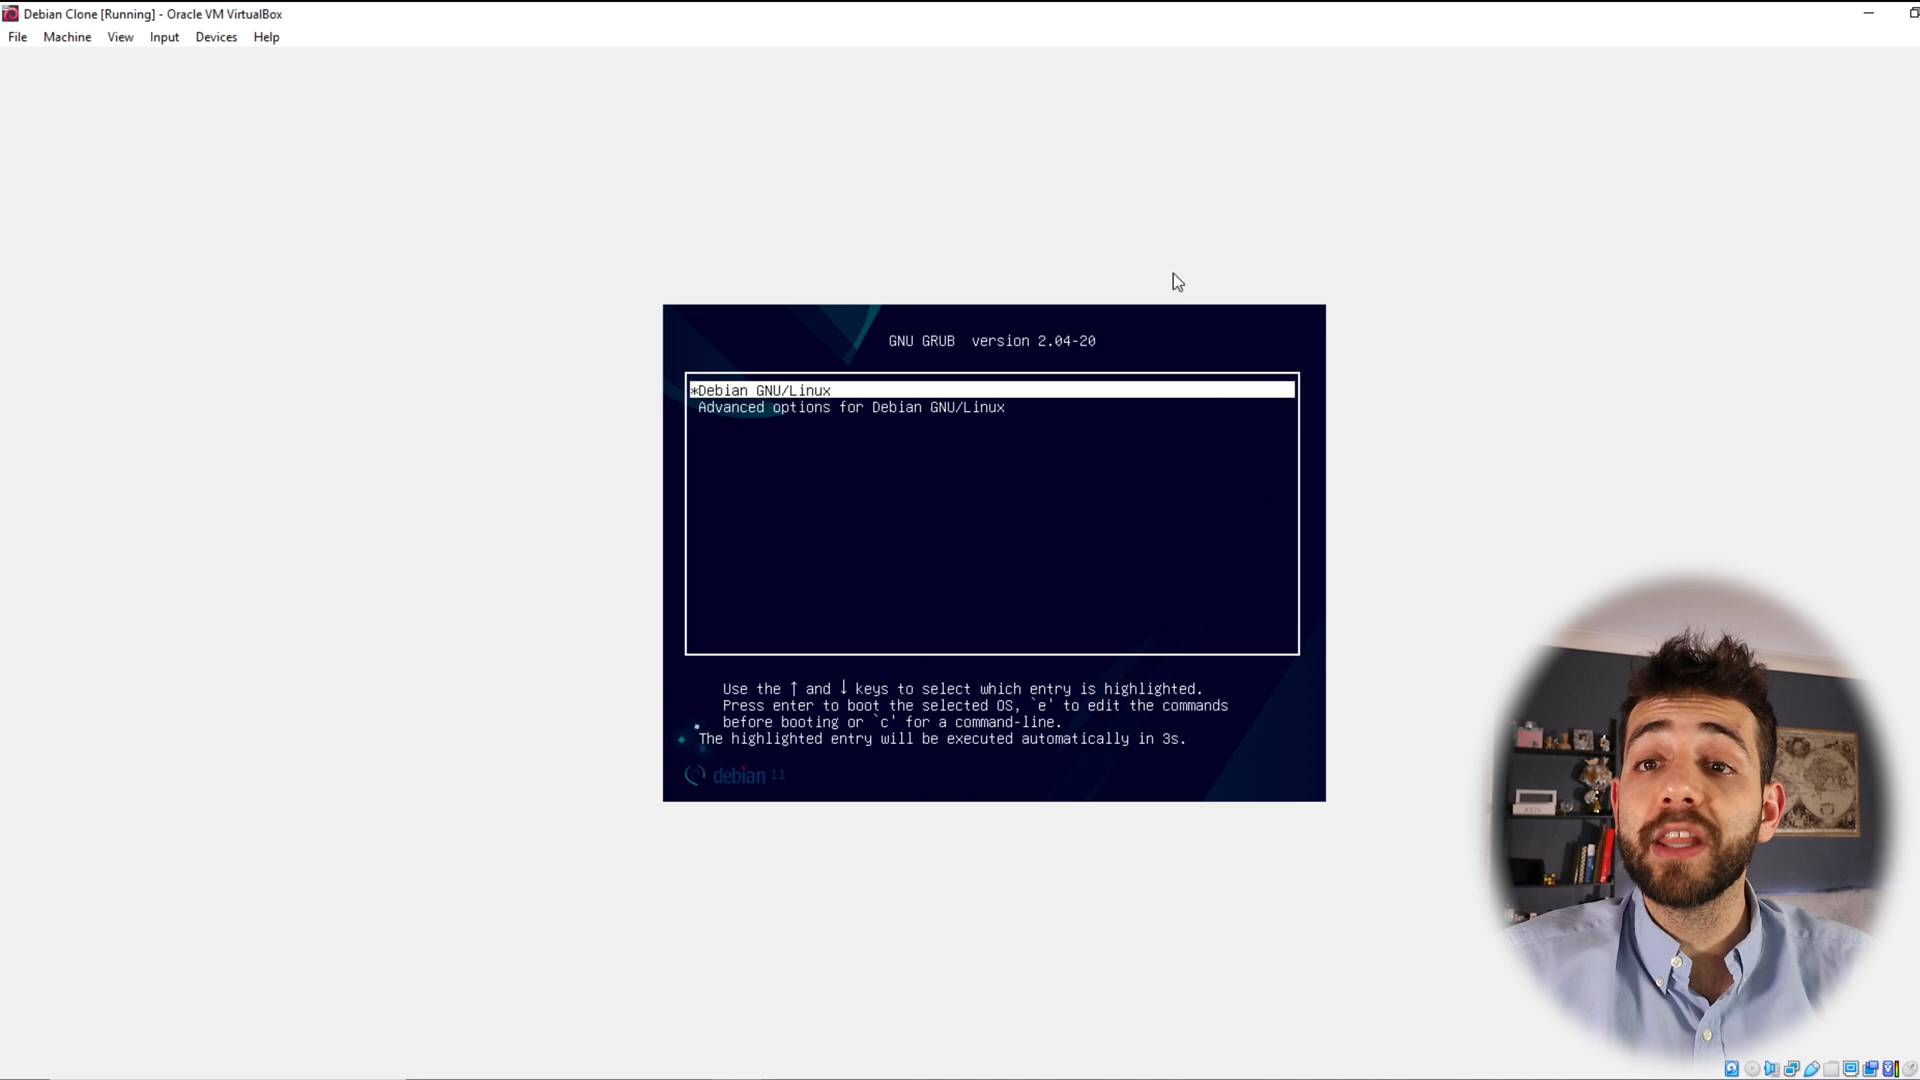 Debian Clone [Running] - Oracle VM VirtualBox
File Machine View Input Devices Help
GNU GRUB version 2.04-20
*Debian GNU/Linux
Advanced options for Debian GNU/Linux
Use the ↑ and ↓ keys to select which entry is highlighted.
Press enter to boot the selected OS, `e' to edit the commands
before booting or `c' for a command-line.
The highlighted entry will be executed automatically in 3s.
debian 11